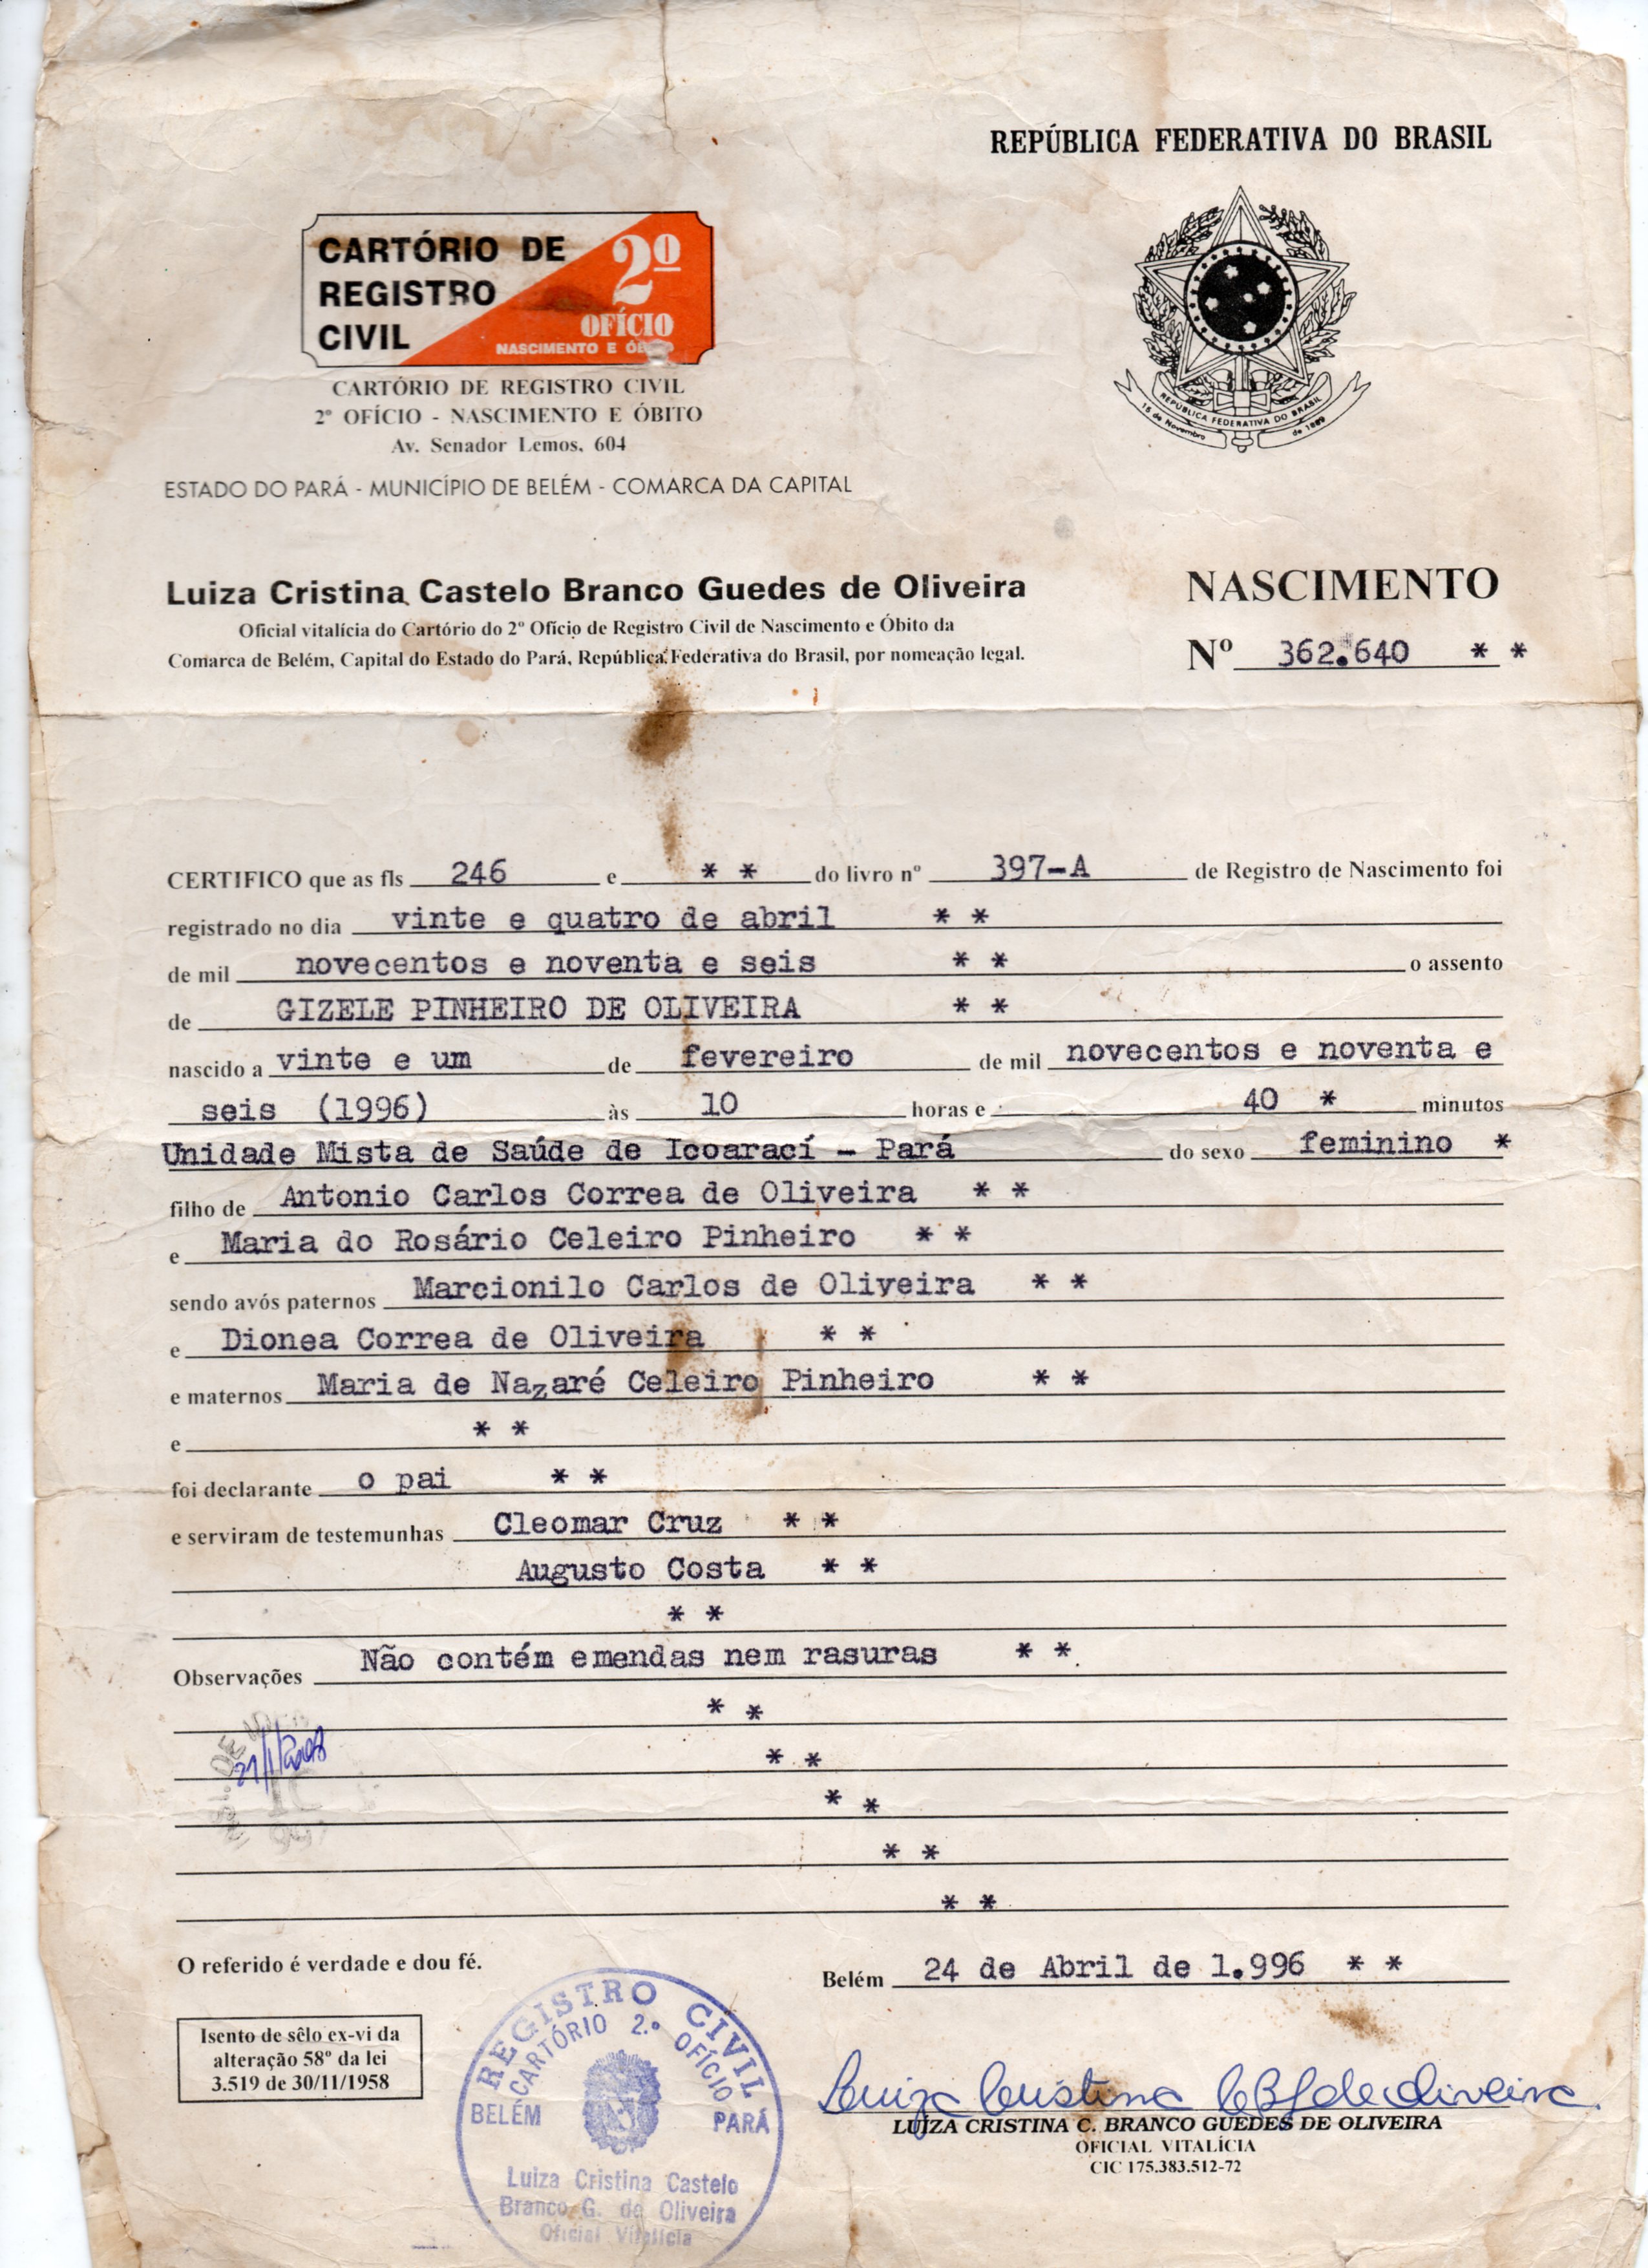 REPÚBLICA FEDERATIVA DO BRASIL
CARTÓRIO DE
REGISTRO
CIVIL
2º
OFÍCIO
NASCIMENTO E
CARTÓRIO DE REGISTRO CIVIL
2º OFÍCIO - NASCIMENTO E ÓBITO
Av. Senador Lemos, 604
ESTADO DO PARÁ - MUNICÍPIO DE BELÉM - COMARCA DA CAPITAL
REPÚBLICA FEDERATIVA DO BRASIL
15 de Novembro de 1889
Luiza Cristina Castelo Branco Guedes de Oliveira
Oficial vitalícia do Cartório do 2º Ofício de Registro Civil de Nascimento e Óbito da
Comarca de Belém, Capital do Estado do Pará, República Federativa do Brasil, por nomeação legal.
NASCIMENTO
Nº 362.640 * *
CERTIFICO que as fls 246 e * * do livro nº 397-A de Registro de Nascimento foi
registrado no dia vinte e quatro de abril * *
de mil novecentos e noventa e seis * * o assento
de GIZELE PINHEIRO DE OLIVEIRA * *
nascido a vinte e um de fevereiro de mil novecentos e noventa e
seis (1996) às 10 horas e 40 * minutos
Unidade Mista de Saúde de Icoaracί - Pará do sexo feminino *
filho de Antonio Carlos Correa de Oliveira * *
e Maria do Rosário Celeiro Pinheiro * *
sendo avós paternos Marcionilo Carlos de Oliveira * *
e Dionea Correa de Oliveira * *
e maternos Maria de Nazaré Celeiro Pinheiro * *
e * *
foi declarante o pai * *
e serviram de testemunhas Cleomar Cruz * *
Augusto Costa * *
* *
Observações Não contém emendas nem rasuras * *
* *
* *
* *
* *
* *
O referido é verdade e dou fé.
Belém 24 de Abril de 1.996 * *
Isento de sêlo ex-vi da
alteração 58º da lei
3.519 de 30/11/1958
REGISTRO CIVIL
CARTÓRIO 2.º OFÍCIO
BELÉM PARÁ
Luiza Cristina Castelo
Branco G. de Oliveira
Oficial Vitalícia
LUIZA CRISTINA C. BRANCO GUEDES DE OLIVEIRA
OFICIAL VITALÍCIA
CIC 175.383.512-72